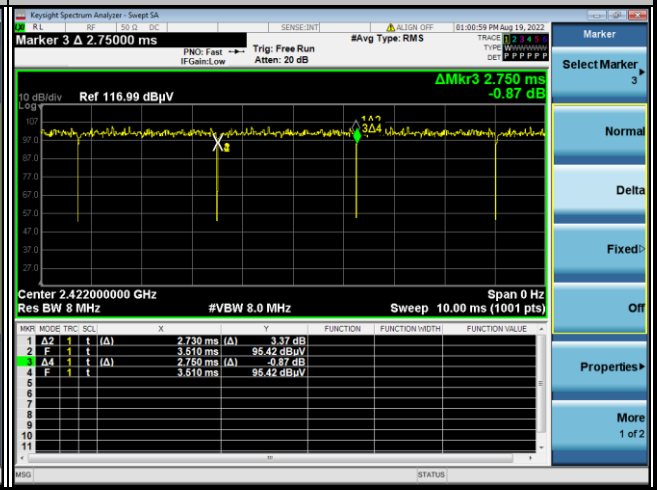 Keysight Spectrum Analyzer - Swept SA
RL RF 50 Ω DC SENSE:INT ALIGN OFF 01:00:59 PM Aug 19, 2022
Marker 3 Δ 2.75000 ms
PNO: Fast
IFGain:Low
Trig: Free Run
Atten: 20 dB
#Avg Type: RMS
TRACE 1 2 3 4 5 6
TYPE W
DET P P P P P P
ΔMkr3 2.750 ms
-0.87 dB
10 dB/div Ref 116.99 dBµV
Log
107
97.0
87.0
77.0
67.0
57.0
47.0
37.0
27.0
3Δ4
Center 2.422000000 GHz Span 0 Hz
Res BW 8 MHz #VBW 8.0 MHz Sweep 10.00 ms (1001 pts)
MKR MODE TRC SCL X Y FUNCTION FUNCTION WIDTH FUNCTION VALUE
1 Δ2 1 t (Δ) 2.730 ms (Δ) 3.37 dB
2 F 1 t 3.510 ms 95.42 dBµV
3 Δ4 1 t (Δ) 2.750 ms (Δ) -0.87 dB
4 F 1 t 3.510 ms 95.42 dBµV
5
6
7
8
9
10
11
MSG STATUS
Marker
Select Marker
3
Normal
Delta
Fixed
Off
Properties
More
1 of 2